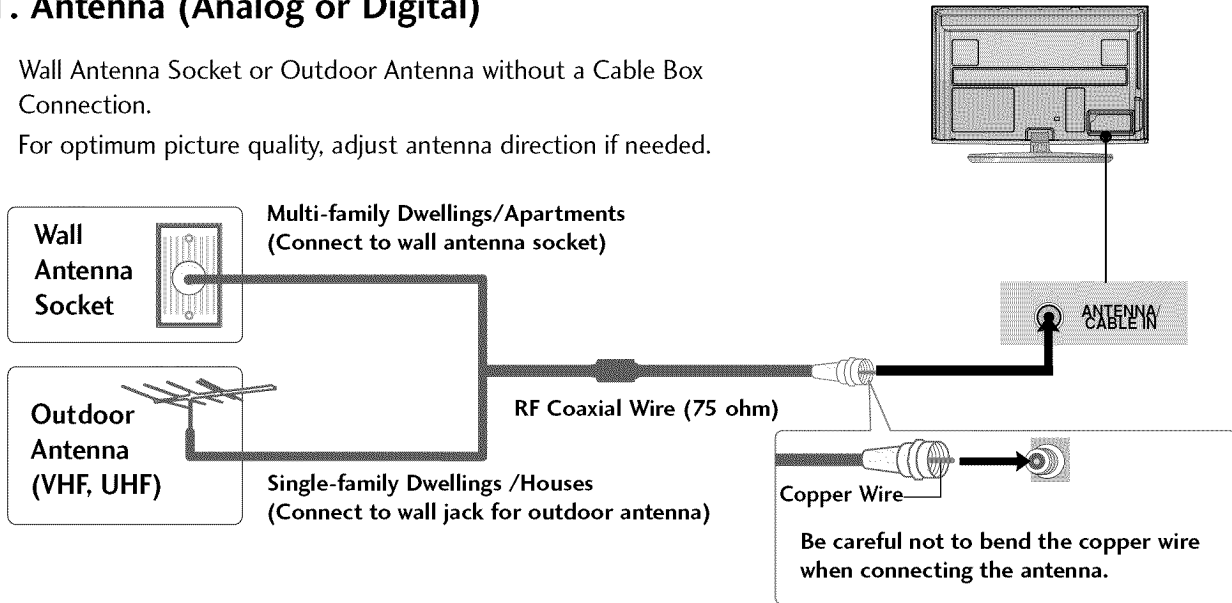 1. Antenna (Analog or Digital)
Wall Antenna Socket or Outdoor Antenna without a Cable Box
Connection.
For optimum picture quality, adjust antenna direction if needed.
Multi-family Dwellings/Apartments
(Connect to wall antenna socket)
Wall
Antenna
Socket
ANTENNA/
CABLE IN
RF Coaxial Wire (75 ohm)
Outdoor
Antenna
(VHF, UHF)
Single-family Dwellings /Houses
(Connect to wall jack for outdoor antenna)
Copper Wire
Be careful not to bend the copper wire
when connecting the antenna.